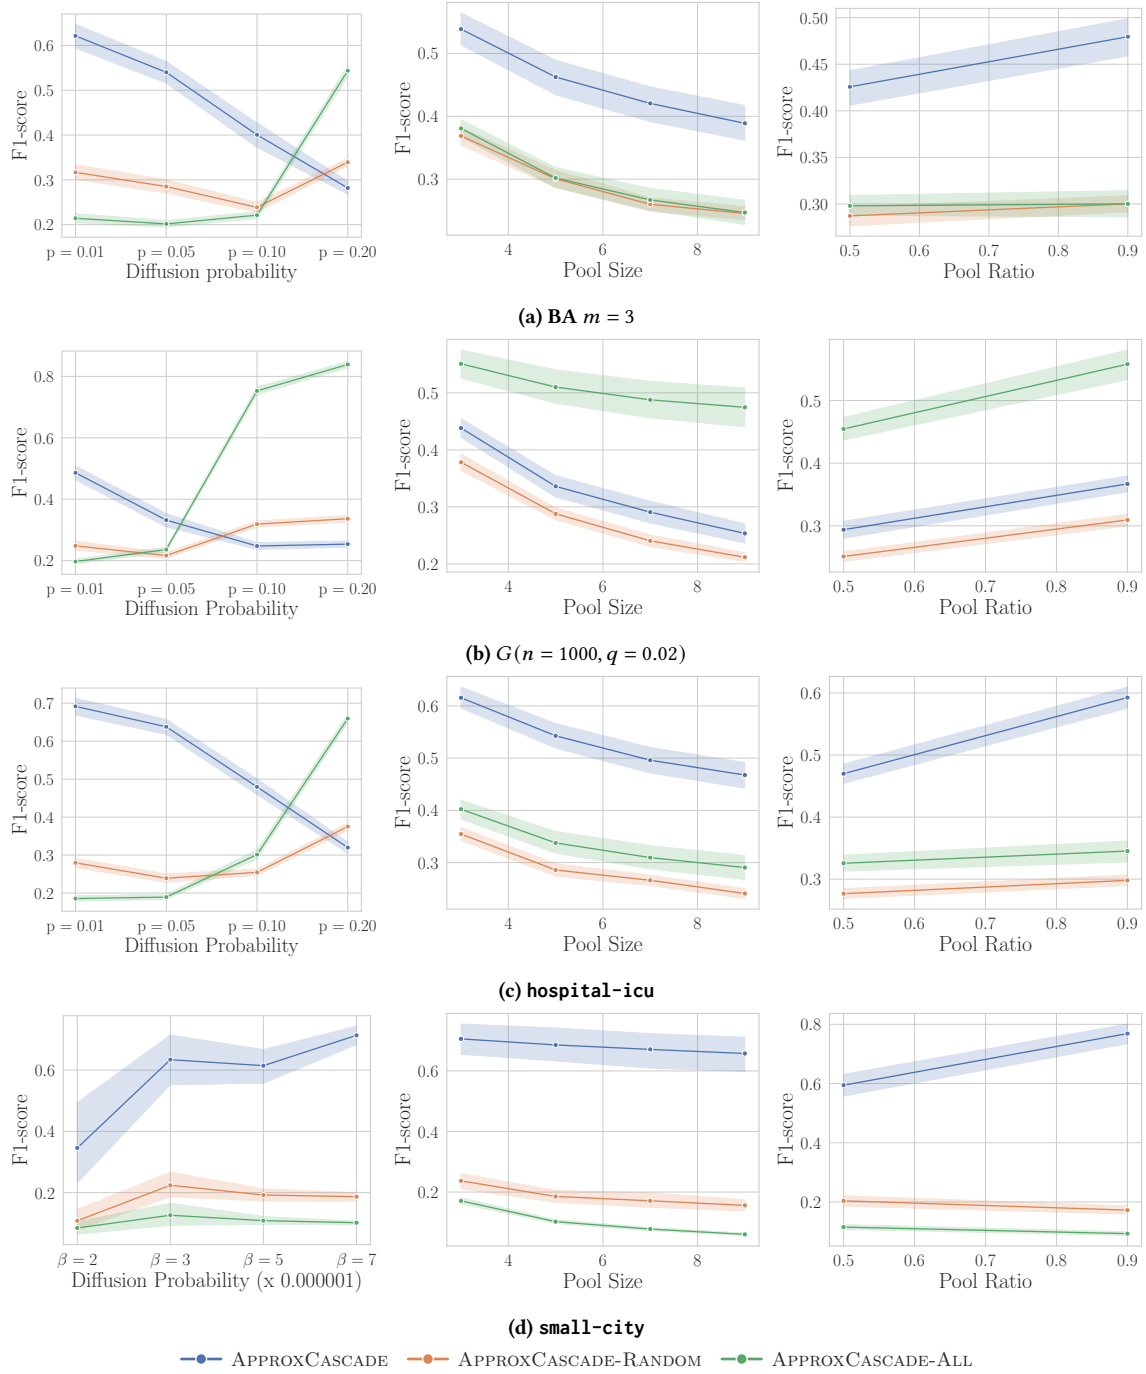 F1-score
0.6
0.5
0.4
0.3
0.2
p = 0.01 p = 0.05 p = 0.10 p = 0.20
Diffusion probability
F1-score
0.5
0.4
0.3
4 6 8
Pool Size
F1-score
0.50
0.45
0.40
0.35
0.30
0.5 0.6 0.7 0.8 0.9
Pool Ratio
(a) BA m = 3
F1-score
0.8
0.6
0.4
0.2
p = 0.01 p = 0.05 p = 0.10 p = 0.20
Diffusion Probability
F1-score
0.5
0.4
0.3
0.2
4 6 8
Pool Size
F1-score
0.5
0.4
0.3
0.5 0.6 0.7 0.8 0.9
Pool Ratio
(b) G(n = 1000, q = 0.02)
F1-score
0.7
0.6
0.5
0.4
0.3
0.2
p = 0.01 p = 0.05 p = 0.10 p = 0.20
Diffusion Probability
F1-score
0.6
0.5
0.4
0.3
4 6 8
Pool Size
F1-score
0.6
0.5
0.4
0.3
0.5 0.6 0.7 0.8 0.9
Pool Ratio
(c) hospital-icu
F1-score
0.6
0.4
0.2
β = 2 β = 3 β = 5 β = 7
Diffusion Probability (x 0.000001)
F1-score
0.6
0.4
0.2
4 6 8
Pool Size
F1-score
0.8
0.6
0.4
0.2
0.5 0.6 0.7 0.8 0.9
Pool Ratio
(d) small-city
APPROXCASCADE APPROXCASCADE-RANDOM APPROXCASCADE-ALL